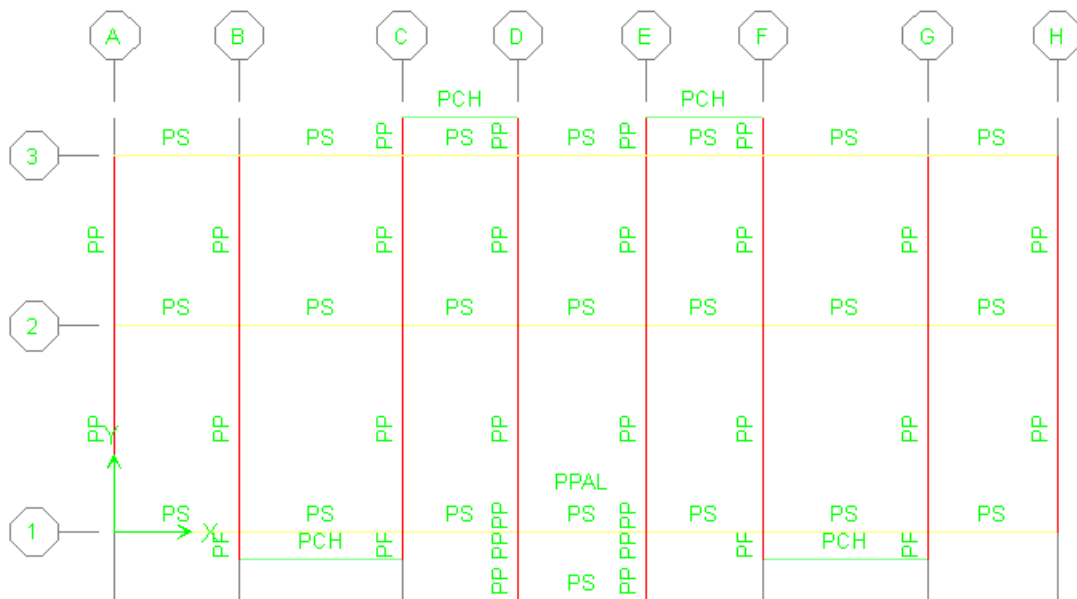 A B C D E F G H
PCH PCH
3 PS PS PP PS PP PS PP PS PP PS PS
PP PP PP PP PP PP PP PP
2 PS PS PS PS PS PS PS
PP PP PP PP PP PP PP PP
Y
PPAL
1 PS PS PS PP PS PP PS PS PS
X
PF PCH PF PP PP PF PCH PF
PP PS PP